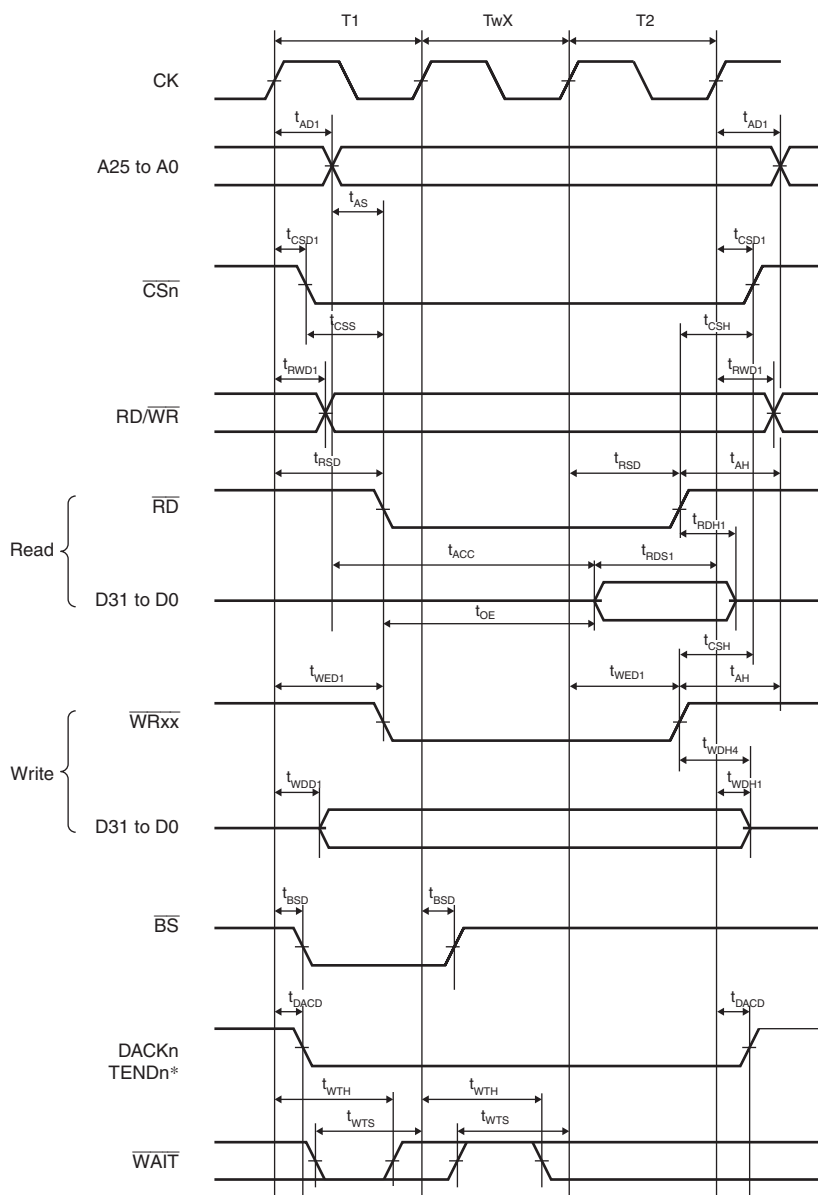 T1 TwX T2
CK
tAD1 tAD1
A25 to A0
tAS
tCSD1 tCSD1
CSn
tCSS tCSH
tRWD1 tRWD1
RD/WR
tRSD tRSD tAH
RD
tRDH1
Read
tACC tRDS1
D31 to D0
tOE
tCSH
tWED1 tWED1 tAH
WRxx
tWDH4
Write
tWDD1 tWDH1
D31 to D0
tBSD tBSD
BS
tDACD tDACD
DACKn
TENDn*
tWTH tWTH
tWTS tWTS
WAIT